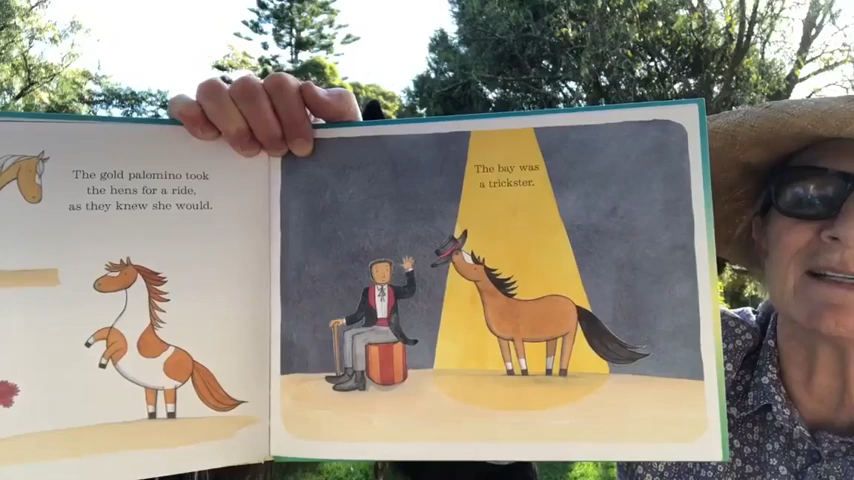 The gold palomino took
the hens for a ride,
as they knew she would.
The bay was
a trickster.